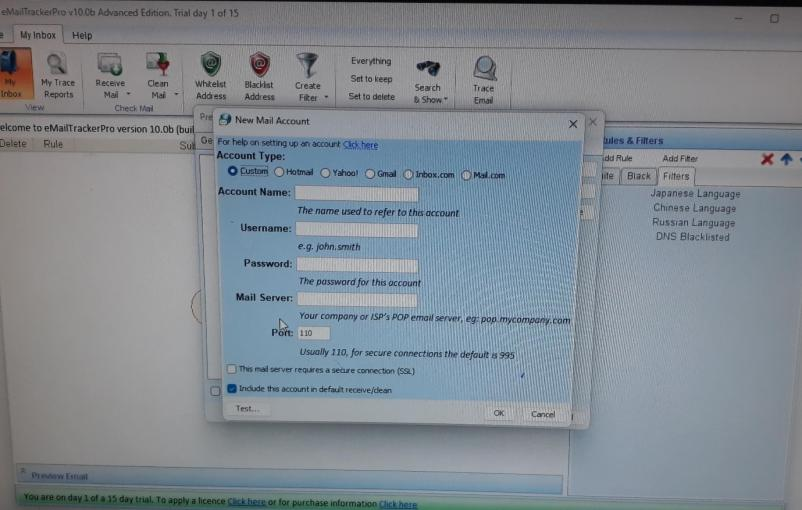 eMailTrackerPro v10.0b Advanced Edition. Trial day 1 of 15
My Inbox Help
My Inbox
My Trace Reports
Receive Mail
Clean Mail
Whitelist Address
Blacklist Address
Create Filter
Everything
Set to keep
Set to delete
Search & Show
Trace Email
View
Check Mail
elcome to eMailTrackerPro version 10.0b (buil
Delete Rule
Pre
Ge
New Mail Account
For help on setting up an account Click here
Account Type:
Custom Hotmail Yahoo! Gmail Inbox.com Mail.com
Account Name:
The name used to refer to this account
Username:
e.g. john.smith
Password:
The password for this account
Mail Server:
Your company or ISP's POP email server, eg: pop.mycompany.com
Port: 110
Usually 110, for secure connections the default is 995
This mail server requires a secure connection (SSL)
Include this account in default receive/clean
Test...
OK Cancel
ules & Filters
dd Rule Add Filter
ite Black Filters
Japanese Language
Chinese Language
Russian Language
DNS Blacklisted
Preview Email
You are on day 1 of a 15 day trial. To apply a licence Click here or for purchase information Click here